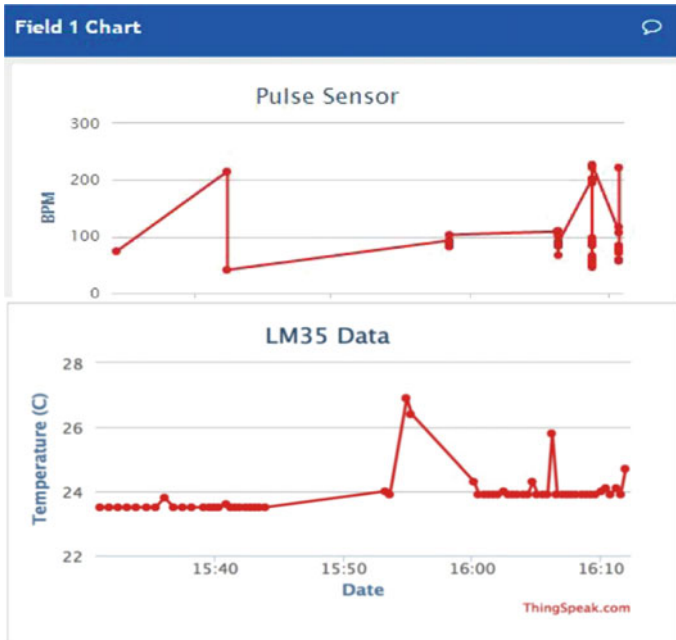 Field 1 Chart
Pulse Sensor
300
200
100
0
BPM
LM35 Data
28
26
24
22
Temperature (C)
15:40 15:50 16:00 16:10
Date
ThingSpeak.com